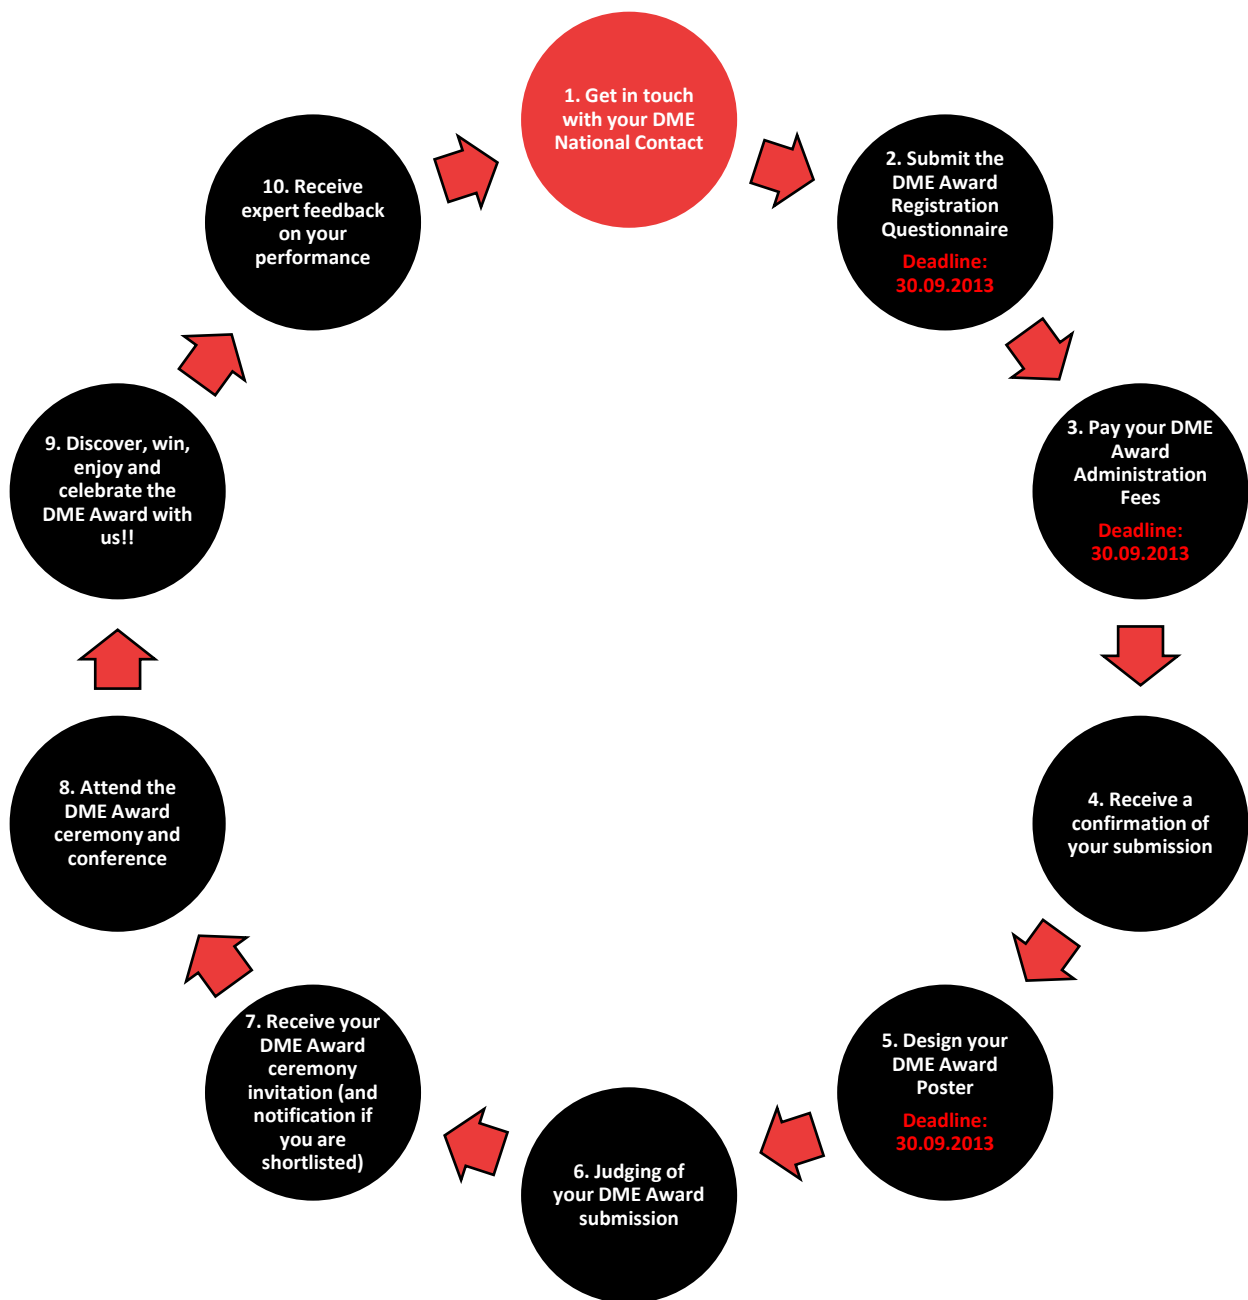 1. Get in touch
with your DME
National Contact
2. Submit the
DME Award
Registration
Questionnaire
Deadline:
30.09.2013
3. Pay your DME
Award
Administration
Fees
Deadline:
30.09.2013
4. Receive a
confirmation of
your submission
5. Design your
DME Award
Poster
Deadline:
30.09.2013
6. Judging of
your DME Award
submission
7. Receive your
DME Award
ceremony
invitation (and
notification if
you are
shortlisted)
8. Attend the
DME Award
ceremony and
conference
9. Discover, win,
enjoy and
celebrate the
DME Award with
us!!
10. Receive
expert feedback
on your
performance